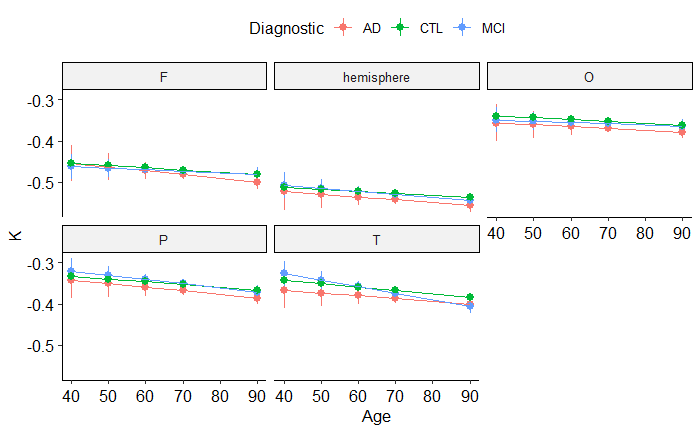 Diagnostic AD CTL MCI
F hemisphere O
-0.3
-0.4
-0.5
40 50 60 70 80 90
P T
-0.3
-0.4
-0.5
40 50 60 70 80 90 40 50 60 70 80 90
K
Age